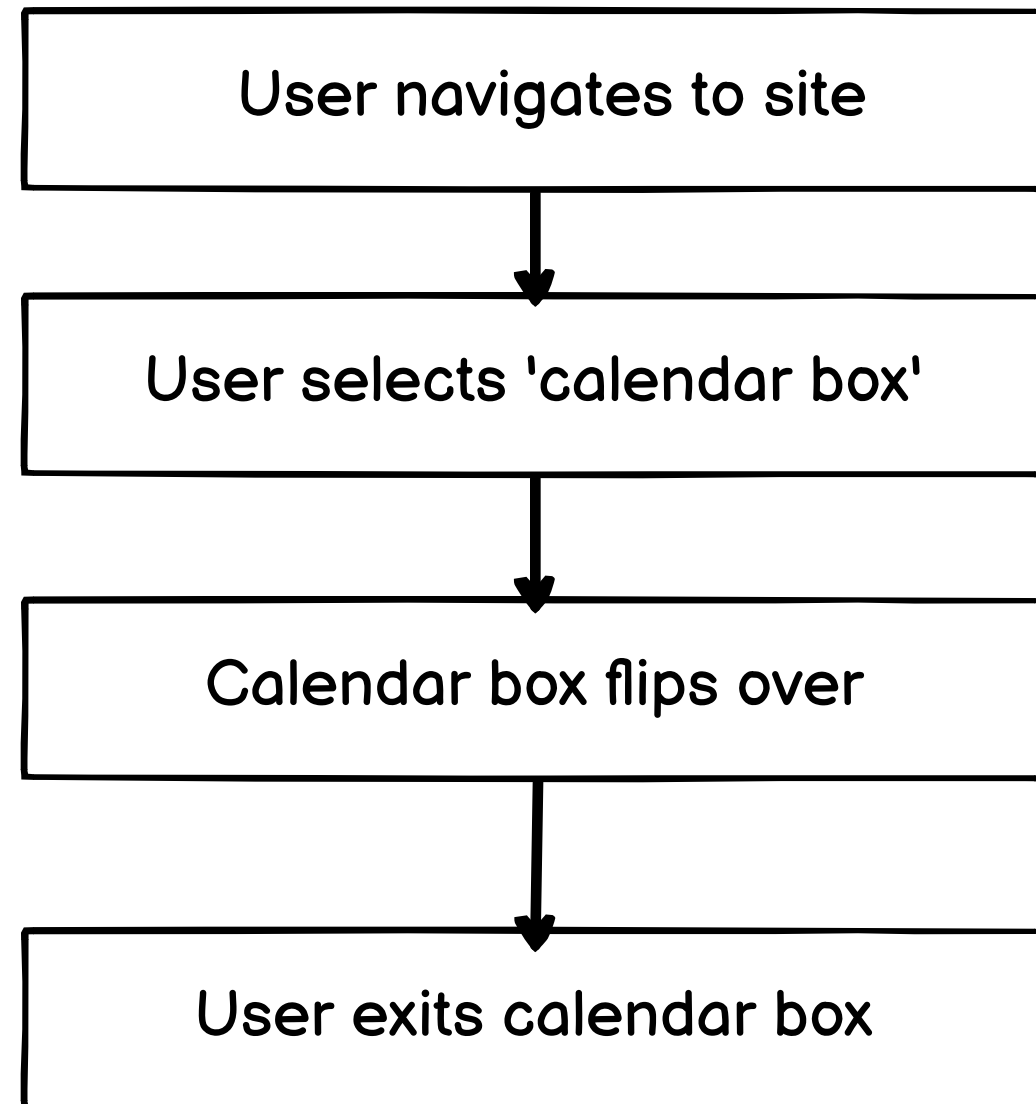 User navigates to site
User selects 'calendar box'
Calendar box flips over
User exits calendar box